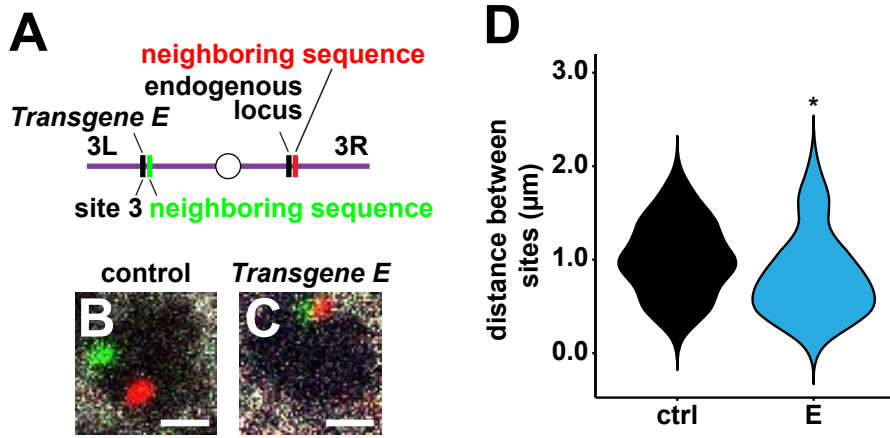 A
neighboring sequence
endogenous
locus
Transgene E
3L
3R
site 3
neighboring sequence
control
Transgene E
B
C
D
distance between
sites (µm)
3.0
2.0
1.0
0.0
*
ctrl
E